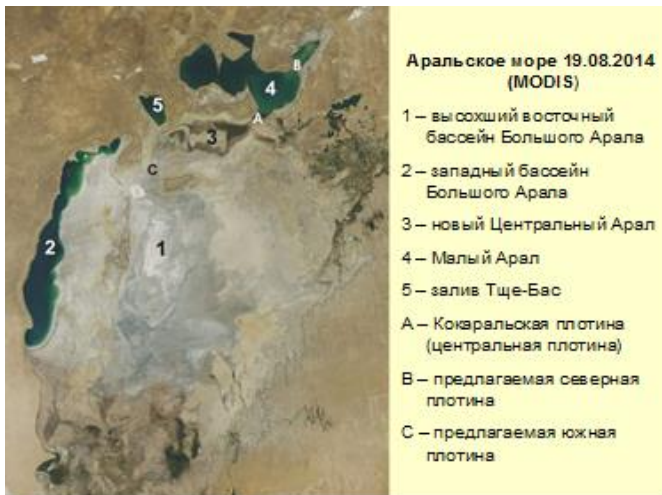 B
4
A
5
3
C
2
1
Аральское море 19.08.2014
(MODIS)
1 – высохший восточный
бассейн Большого Арала
2 – западный бассейн
Большого Арала
3 – новый Центральный Арал
4 – Малый Арал
5 – залив Тще-Бас
A – Кокаральская плотина
(центральная плотина)
B – предлагаемая северная
плотина
C – предлагаемая южная
плотина